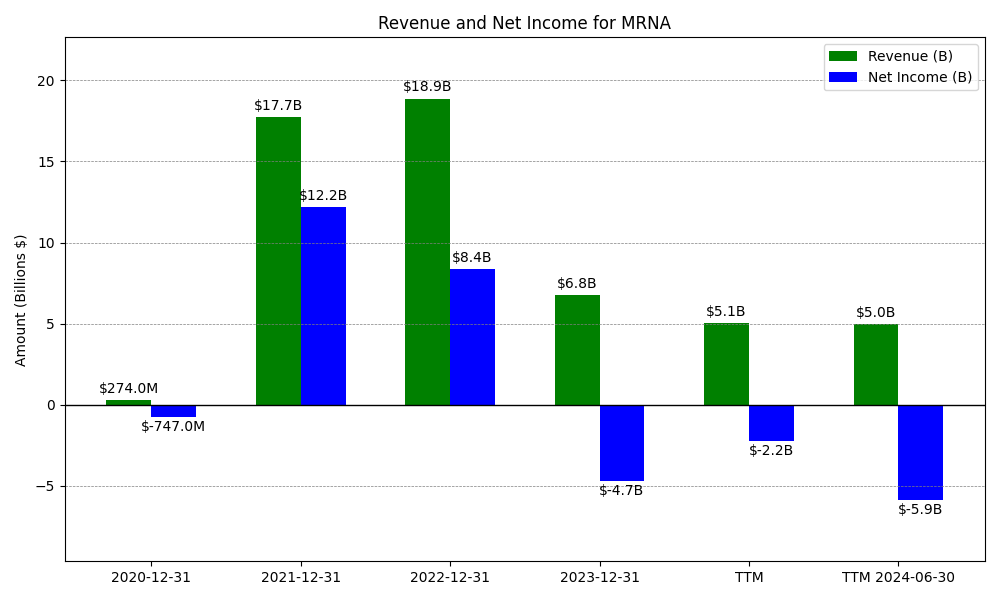 Revenue and Net Income for MRNA
Revenue (B)
Net Income (B)
Amount (Billions $)
20
15
10
5
0
−5
$274.0M
$-747.0M
$17.7B
$12.2B
$18.9B
$8.4B
$6.8B
$-4.7B
$5.1B
$-2.2B
$5.0B
$-5.9B
2020-12-31
2021-12-31
2022-12-31
2023-12-31
TTM
TTM 2024-06-30